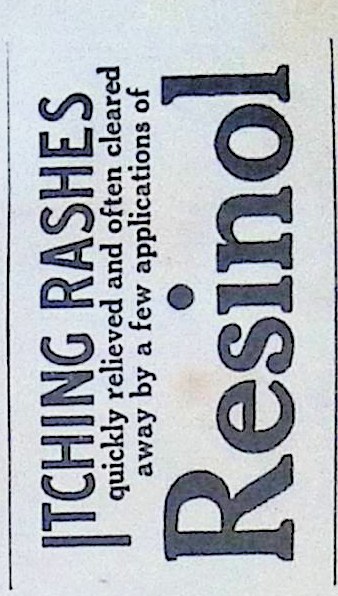 ITCHING RASHES
quickly relieved and often cleared
away by a few applications of
Resinol